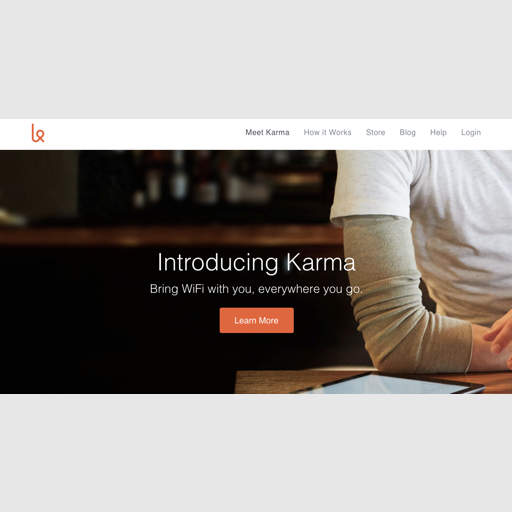 Meet Karma
How it Works
Store
Blog
Help
Login
Introducing Karma
Bring WiFi with you, everywhere you go.
Learn More